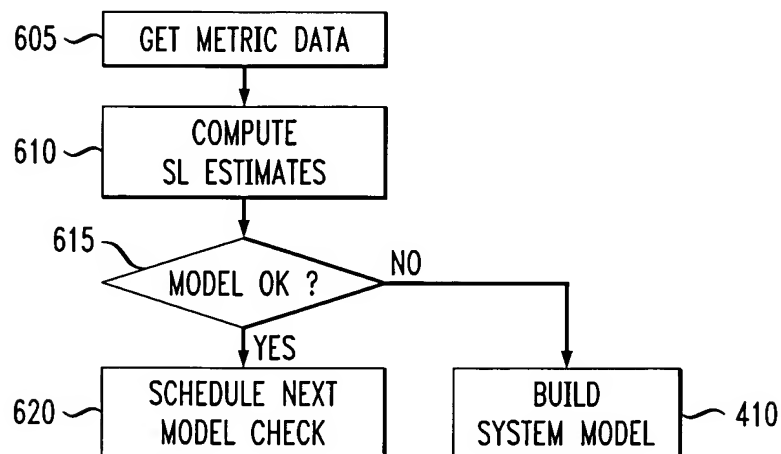 605
GET METRIC DATA
610
COMPUTE
SL ESTIMATES
615
MODEL OK ?
NO
YES
620
SCHEDULE NEXT
MODEL CHECK
BUILD
SYSTEM MODEL
410